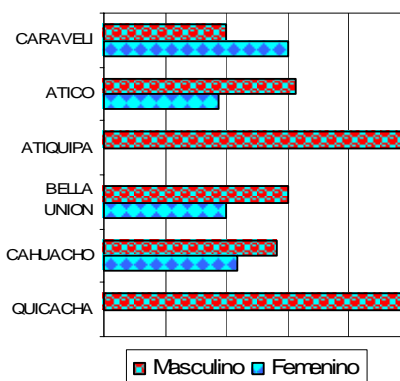 CARAVELI
ATICO
ATIQUIPA
BELLA
UNION
CAHUACHO
QUICACHA
Masculino Femenino